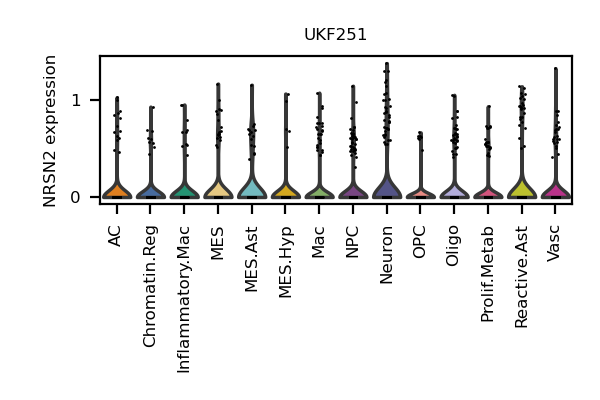 UKF251
NRSN2 expression
1
0
AC
Chromatin.Reg
Inflammatory.Mac
MES
MES.Ast
MES.Hyp
Mac
NPC
Neuron
OPC
Oligo
Prolif.Metab
Reactive.Ast
Vasc